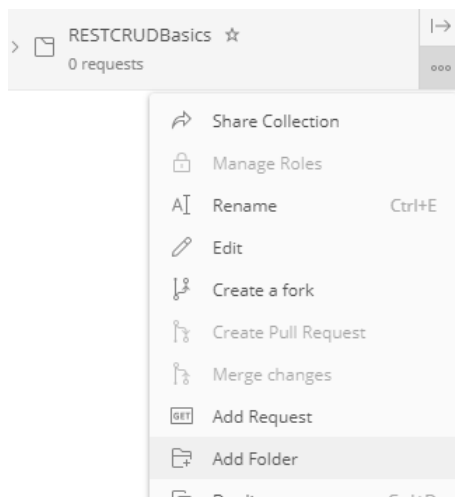 RESTCRUDBasics
0 requests
Share Collection
Manage Roles
Rename Ctrl+E
Edit
Create a fork
Create Pull Request
Merge changes
GET Add Request
Add Folder